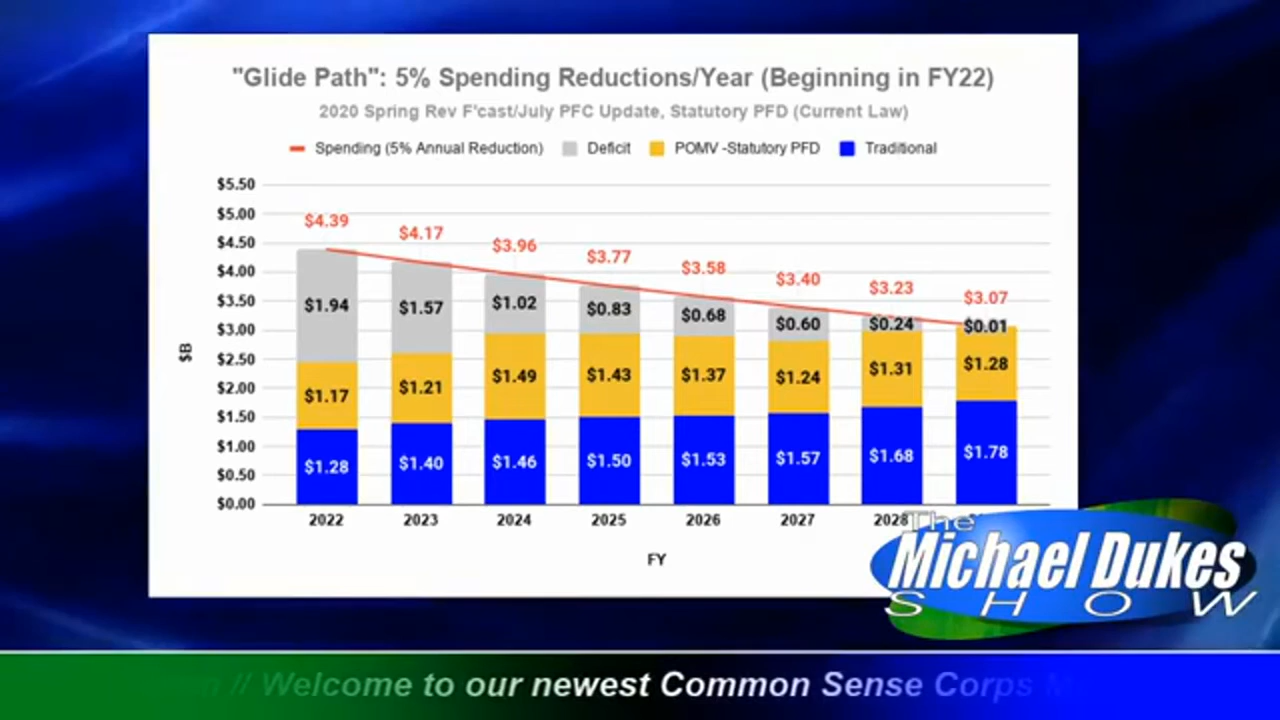 "Glide Path": 5% Spending Reductions/Year (Beginning in FY22)
2020 Spring Rev F'cast/July PFC Update, Statutory PFD (Current Law)
Spending (5% Annual Reduction) Deficit POMV -Statutory PFD Traditional
$5.50
$5.00
$4.50
$4.00
$3.50
$3.00
$2.50
$2.00
$1.50
$1.00
$0.50
$0.00
$B
$4.39 $4.17 $3.96 $3.77 $3.58 $3.40 $3.23 $3.07
$1.94 $1.57 $1.02 $0.83 $0.68 $0.60 $0.24 $0.01
$1.17 $1.21 $1.49 $1.43 $1.37 $1.24 $1.31 $1.28
$1.28 $1.40 $1.46 $1.50 $1.53 $1.57 $1.68 $1.78
2022 2023 2024 2025 2026 2027 2028
FY
The
Michael Dukes
SHOW
// Welcome to our newest Common Sense Corps